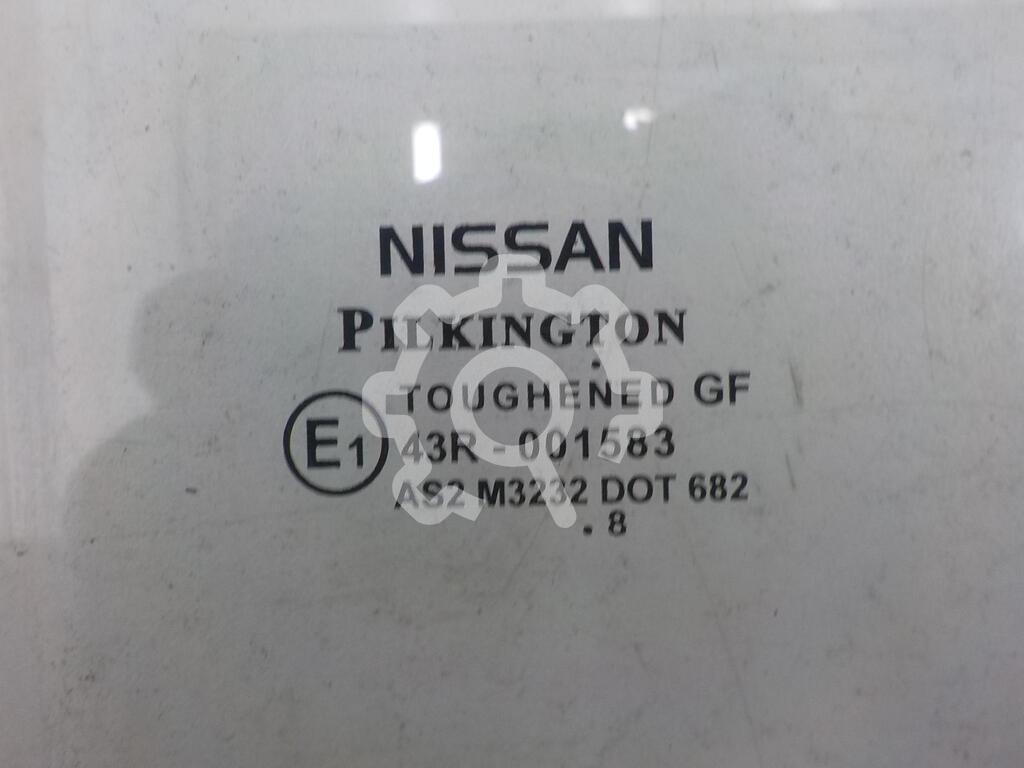 NISSAN
PILKINGTON
TOUGHENED GF
E1 43R - 001583
AS2 M3232 DOT 682
. 8